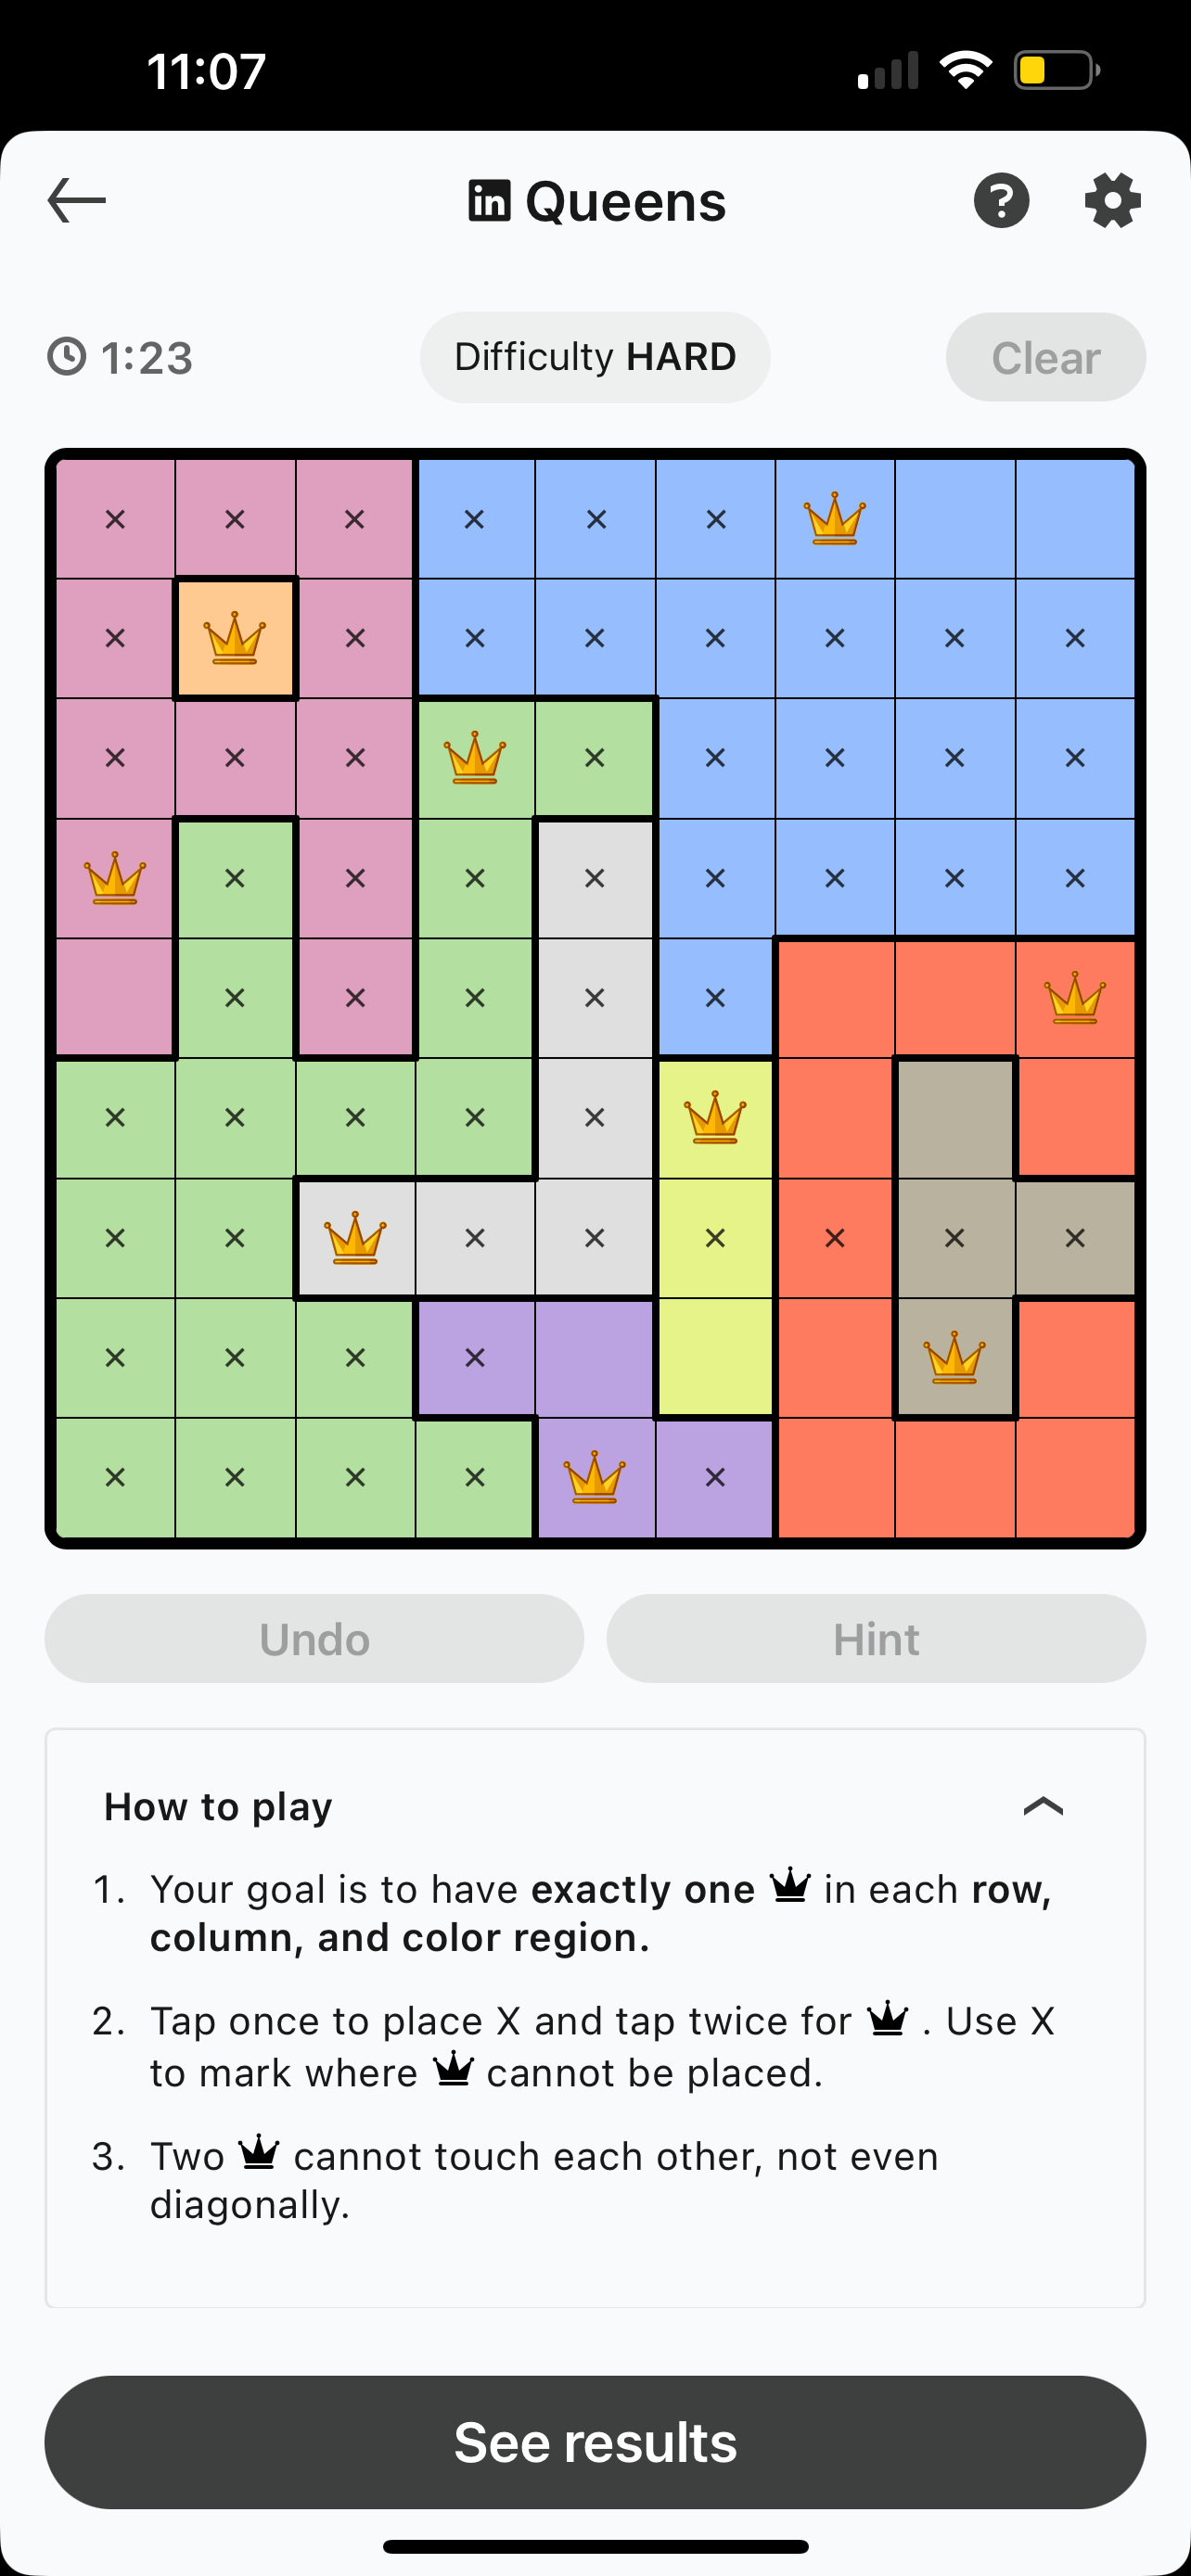 11:07
in Queens
1:23
Difficulty HARD
Clear
Undo
Hint
How to play
1. Your goal is to have exactly one in each row,
column, and color region.
2. Tap once to place X and tap twice for . Use X
to mark where cannot be placed.
3. Two cannot touch each other, not even
diagonally.
See results